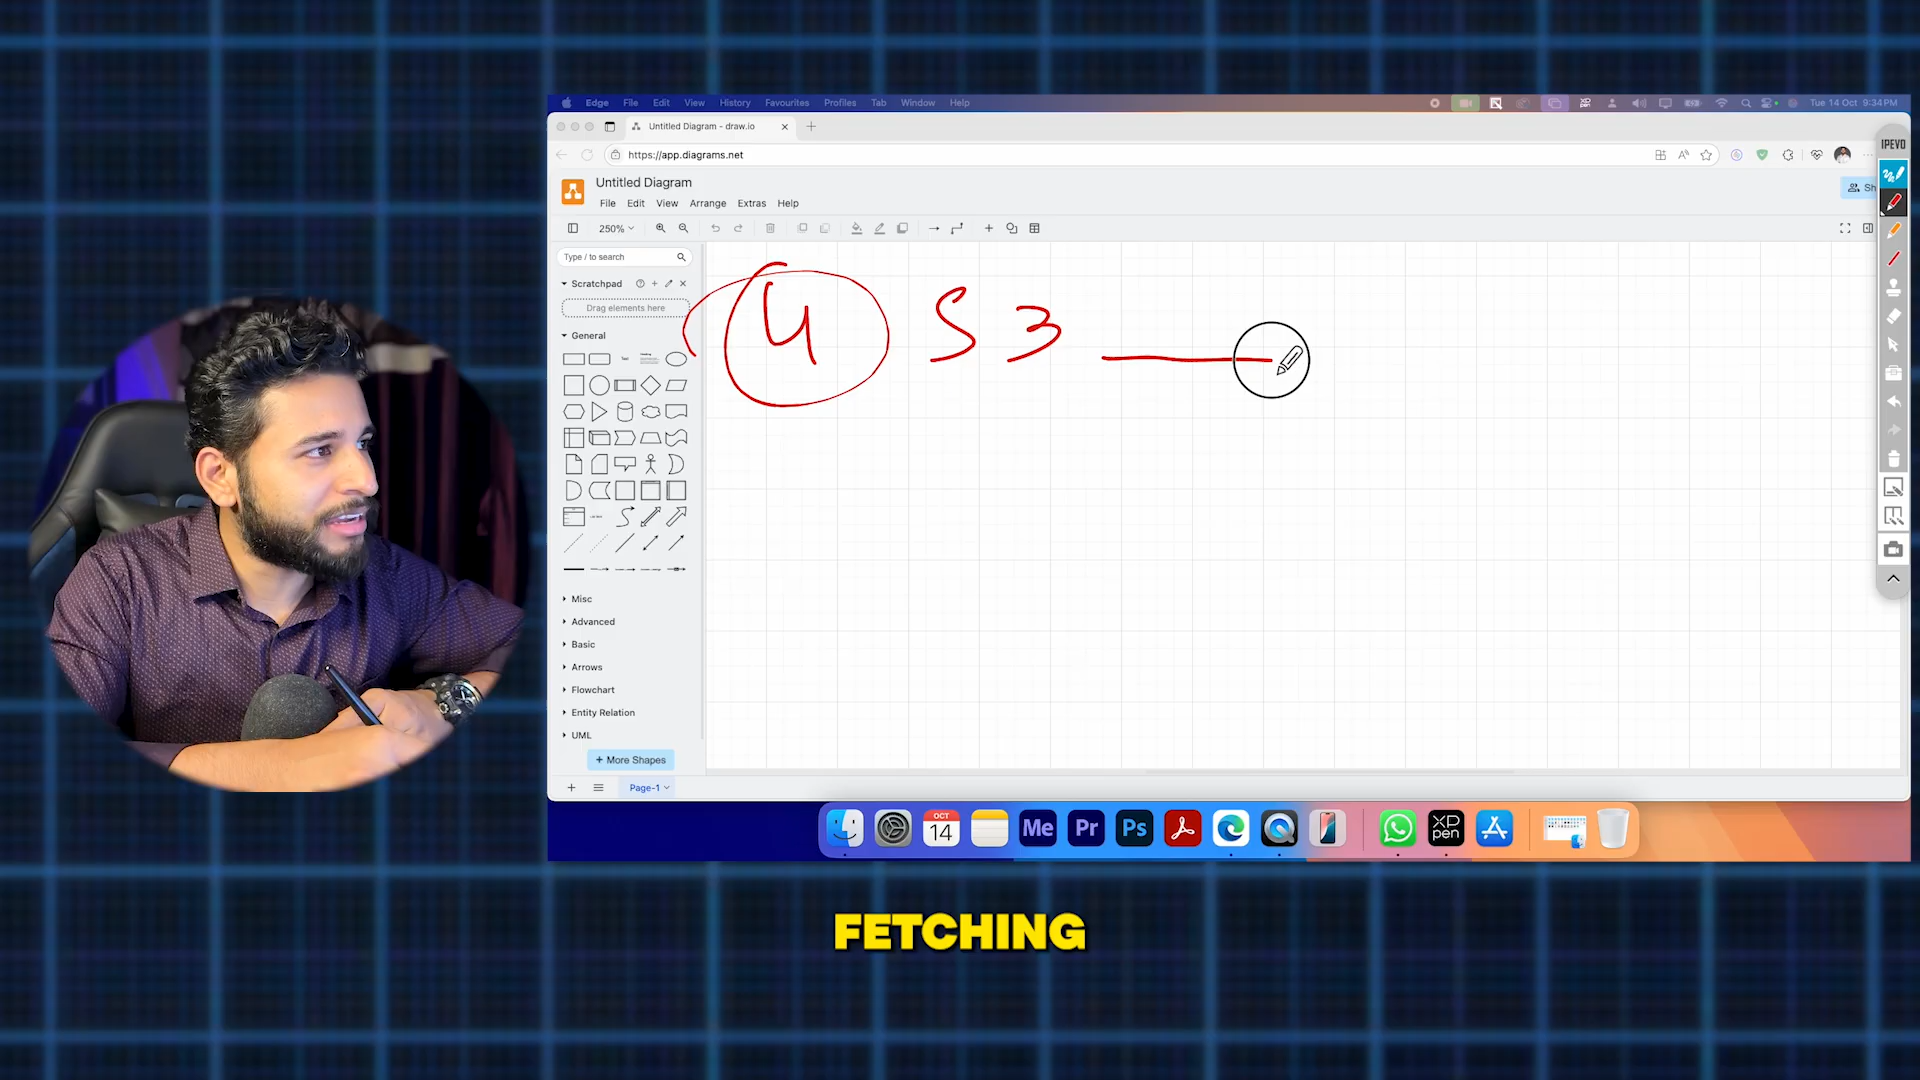 Edge File Edit View History Favourites Profiles Tab Window Help Tue 14 Oct 9:34 PM
Untitled Diagram - draw.io
https://app.diagrams.net
IPEVO
Untitled Diagram
Sh
File Edit View Arrange Extras Help
250%
Type / to search
Scratchpad
Drag elements here
General
Text
Misc
Advanced
Basic
Arrows
Flowchart
Entity Relation
UML
+ More Shapes
Page-1
4 S3
OCT
14
Me
Pr
Ps
XP
pen
FETCHING